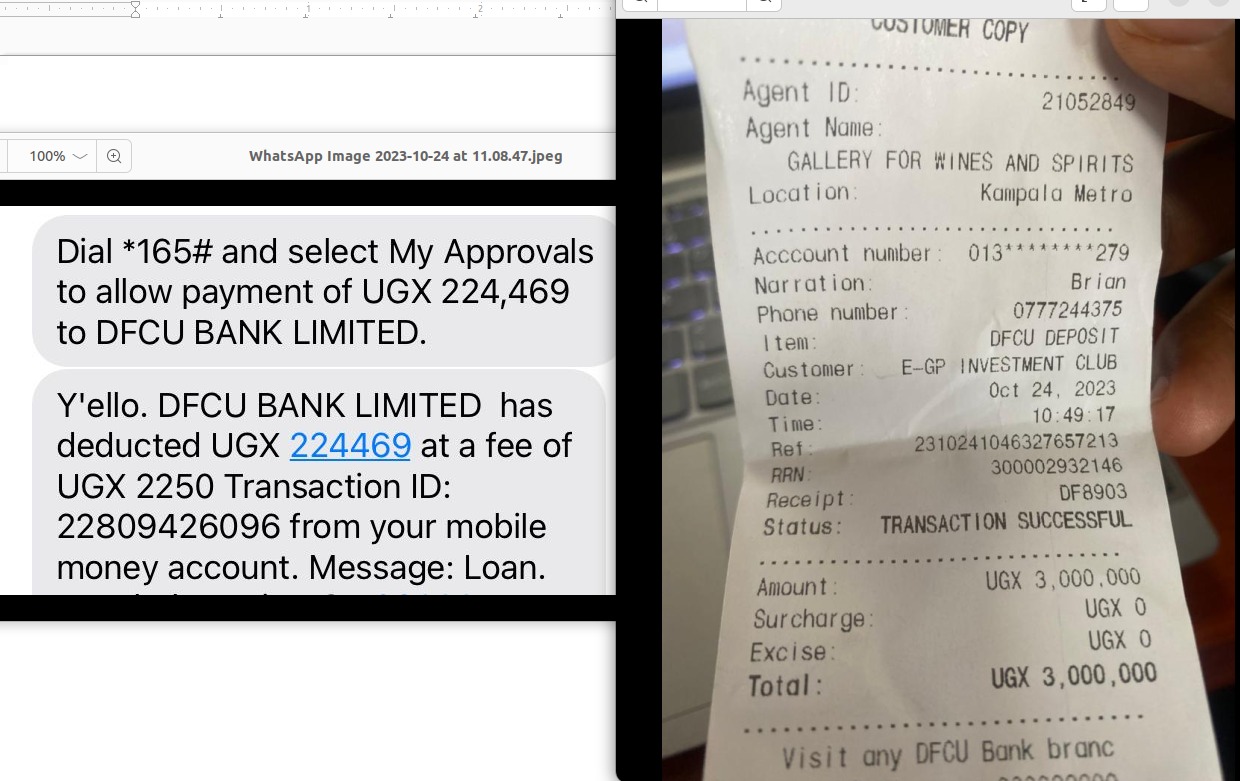 1
2
100%
WhatsApp Image 2023-10-24 at 11.08.47.jpeg
Dial *165# and select My Approvals
to allow payment of UGX 224,469
to DFCU BANK LIMITED.
Y'ello. DFCU BANK LIMITED has
deducted UGX 224469 at a fee of
UGX 2250 Transaction ID:
22809426096 from your mobile
money account. Message: Loan.
CUSTOMER COPY
Agent ID: 21052849
Agent Name:
GALLERY FOR WINES AND SPIRITS
Location: Kampala Metro
Acccount number: 013********279
Narration: Brian
Phone number: 0777244375
Item: DFCU DEPOSIT
Customer: E-GP INVESTMENT CLUB
Date: Oct 24, 2023
Time: 10:49:17
Ref: 2310241046327657213
RRN: 300002932146
Receipt: DF8903
Status: TRANSACTION SUCCESSFUL
Amount: UGX 3,000,000
Surcharge: UGX 0
Excise: UGX 0
Total: UGX 3,000,000
Visit any DFCU Bank branc